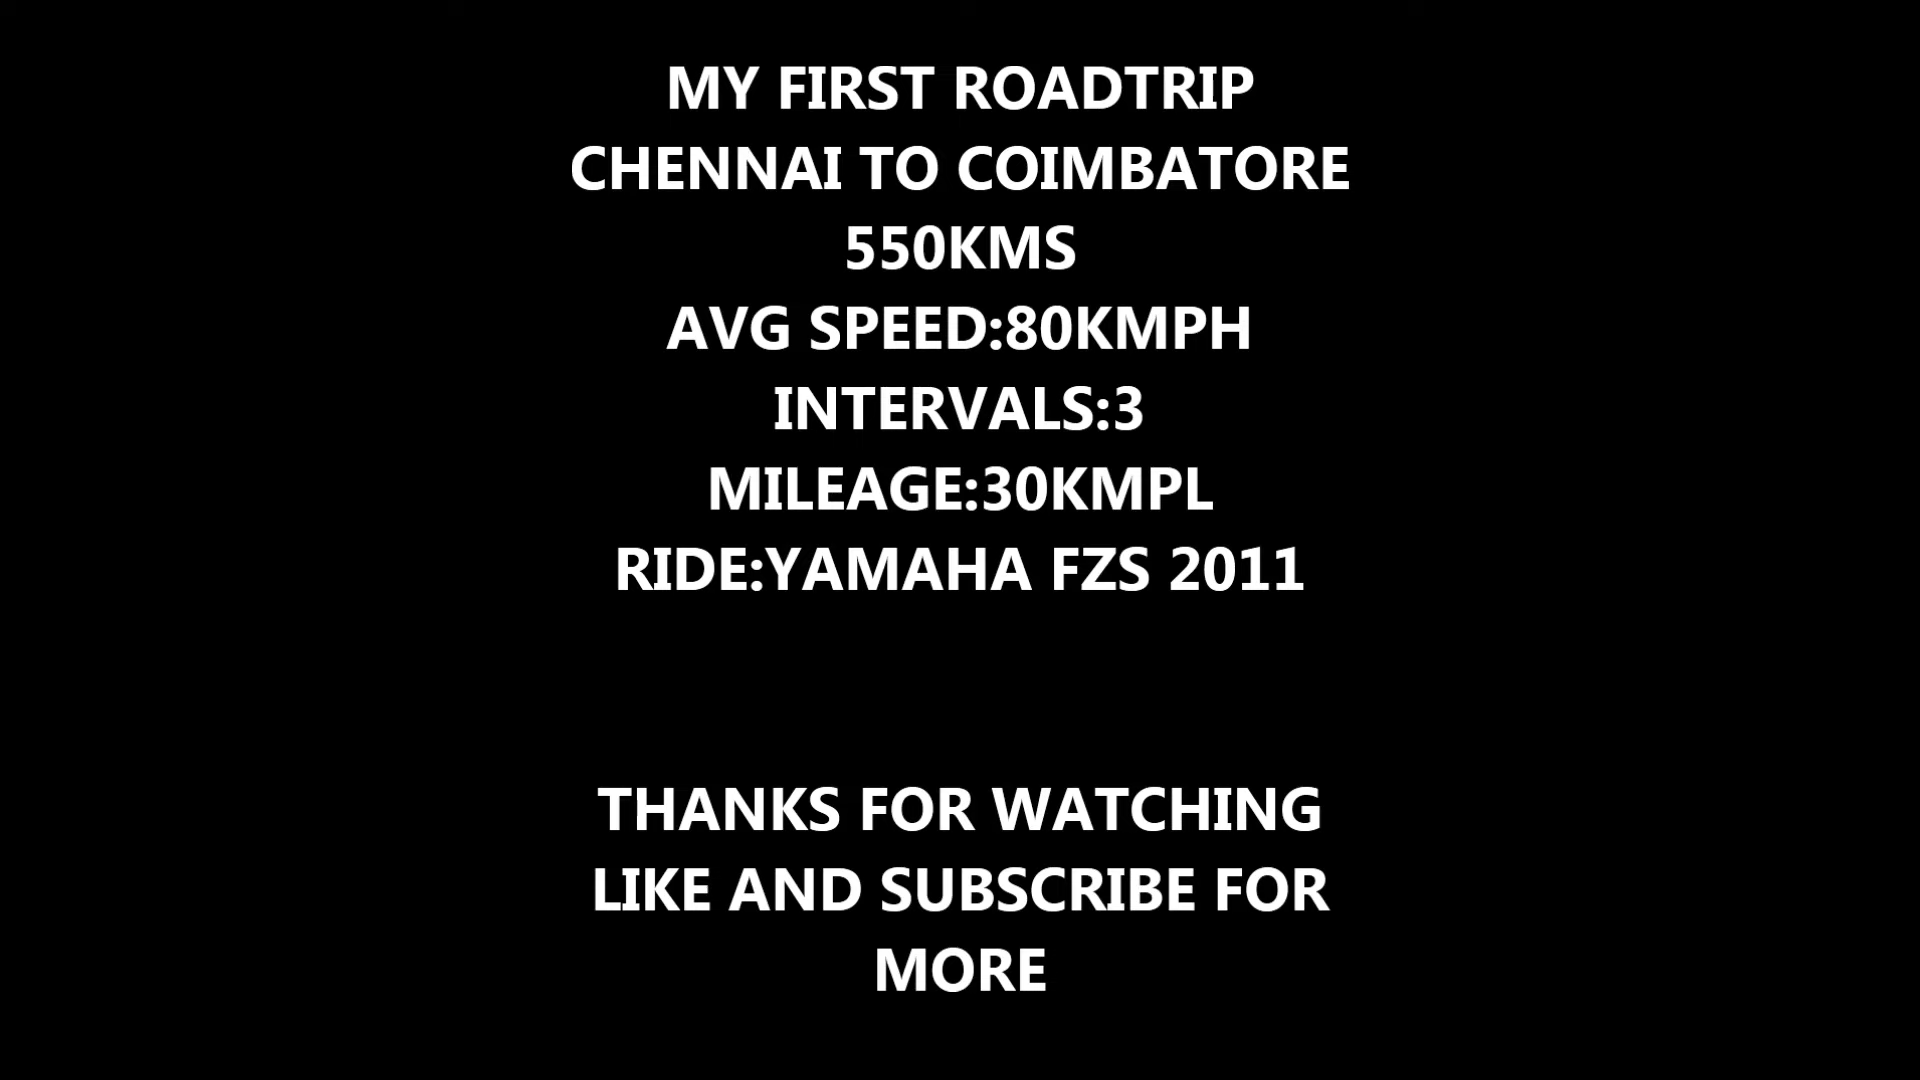 MY FIRST ROADTRIP
CHENNAI TO COIMBATORE
550KMS
AVG SPEED:80KMPH
INTERVALS:3
MILEAGE:30KMPL
RIDE:YAMAHA FZS 2011
THANKS FOR WATCHING
LIKE AND SUBSCRIBE FOR
MORE